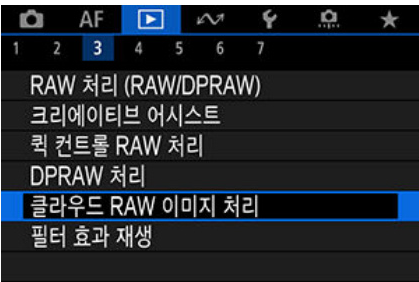 AF
1 2 3 4 5 6 7
RAW 처리 (RAW/DPRAW)
크리에이티브 어시스트
퀵 컨트롤 RAW 처리
DPRAW 처리
클라우드 RAW 이미지 처리
필터 효과 재생